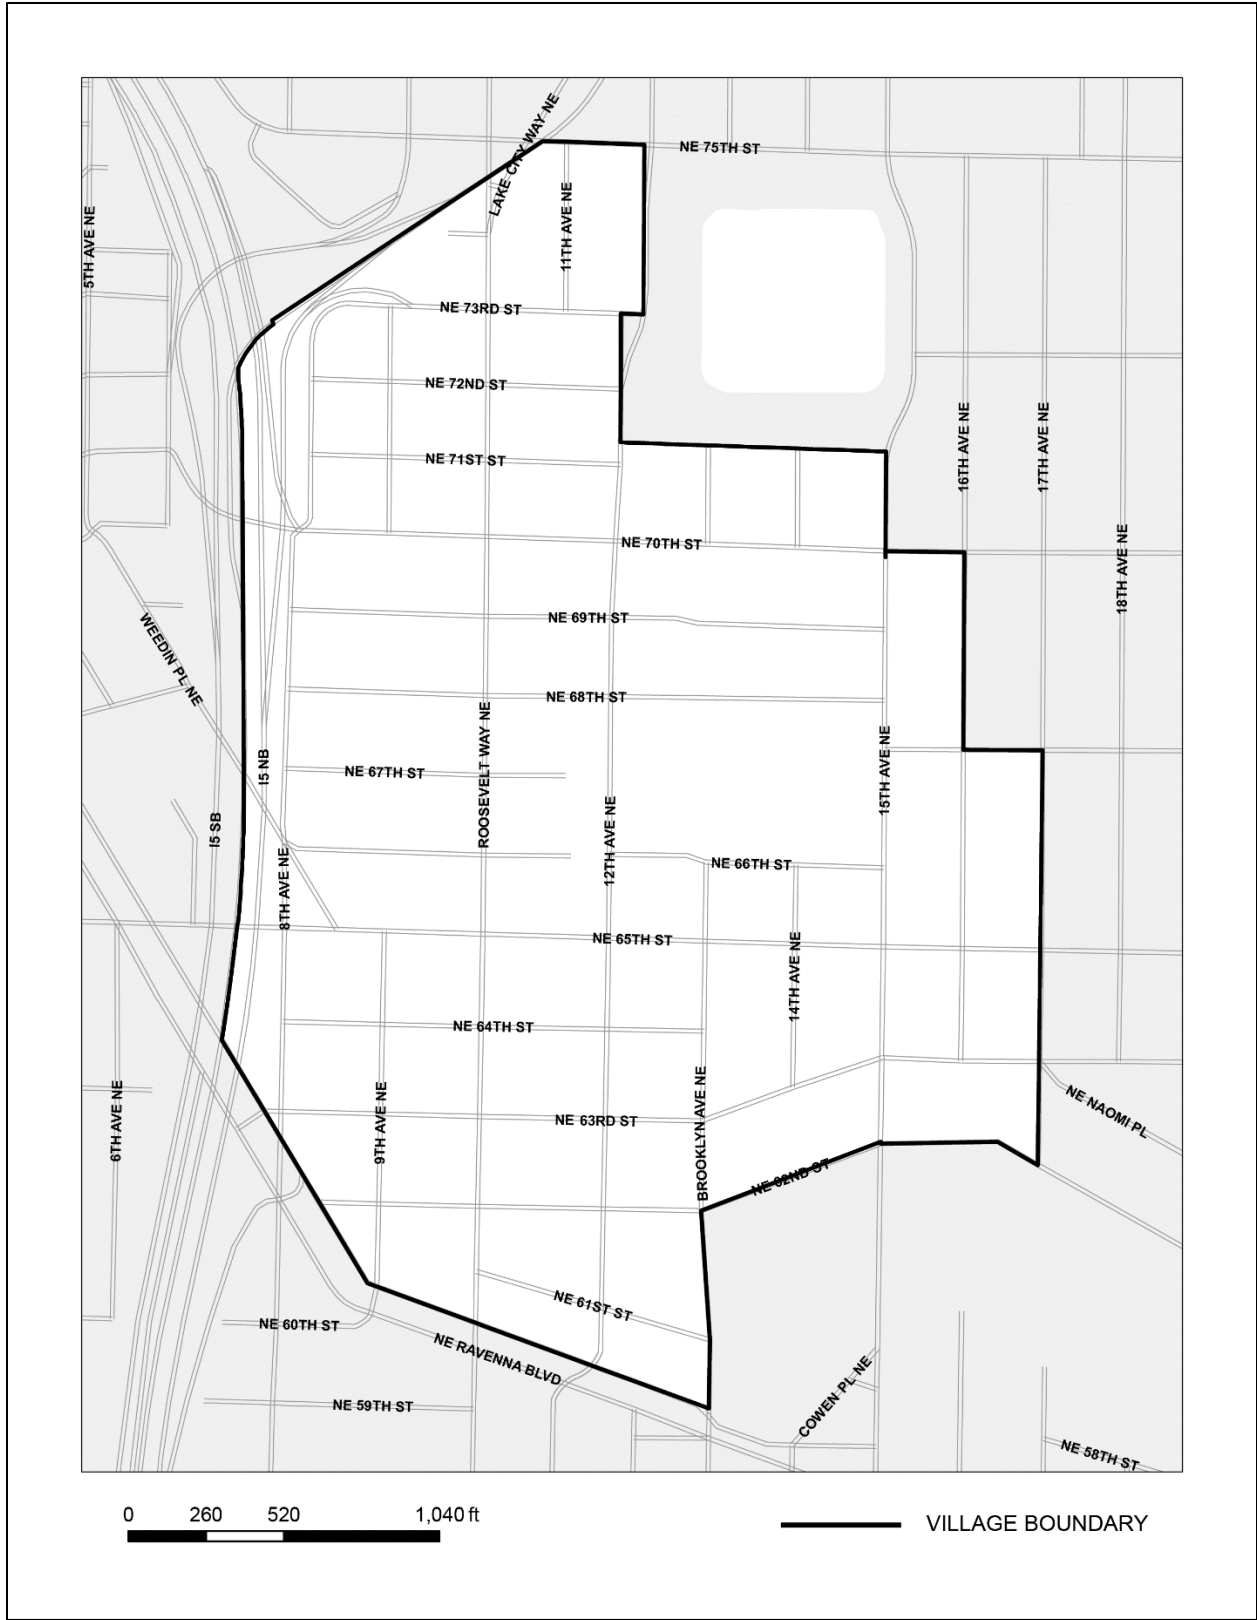 LAKE CITY WAY NE
NE 75TH ST
5TH AVE NE
11TH AVE NE
NE 73RD ST
NE 72ND ST
NE 71ST ST
16TH AVE NE
17TH AVE NE
NE 70TH ST
18TH AVE NE
NE 69TH ST
WEEDIN PL NE
NE 68TH ST
ROOSEVELT WAY NE
I5 NB
NE 67TH ST
15TH AVE NE
I5 SB
12TH AVE NE
8TH AVE NE
NE 66TH ST
NE 65TH ST
14TH AVE NE
NE 64TH ST
6TH AVE NE
9TH AVE NE
NE 63RD ST
BROOKLYN AVE NE
NE NAOMI PL
NE 62ND ST
NE 61ST ST
NE 60TH ST
NE RAVENNA BLVD
COWEN PL NE
NE 59TH ST
NE 58TH ST
0 260 520 1,040 ft
VILLAGE BOUNDARY